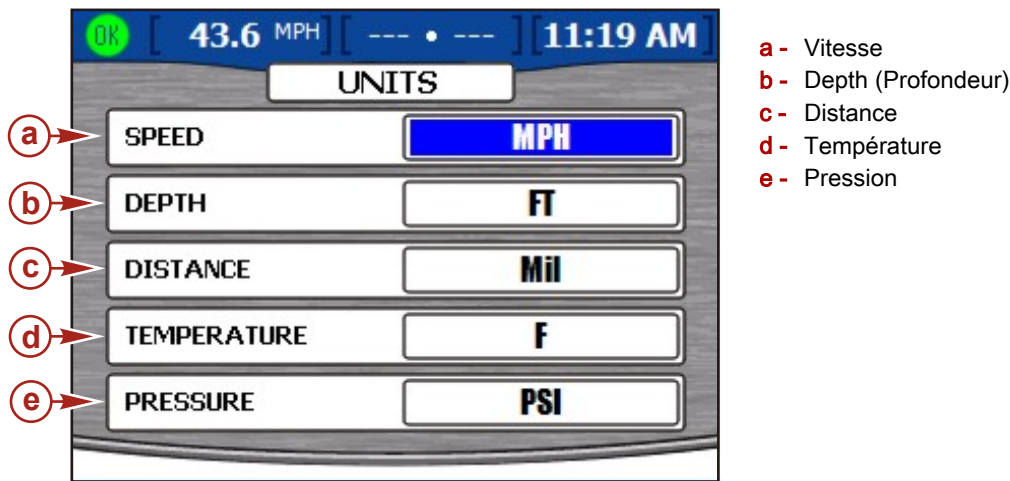 OK [ 43.6 MPH ] [ --- • --- ] [ 11:19 AM ]
UNITS
a SPEED MPH
b DEPTH FT
c DISTANCE Mil
d TEMPERATURE F
e PRESSURE PSI
a - Vitesse
b - Depth (Profondeur)
c - Distance
d - Température
e - Pression